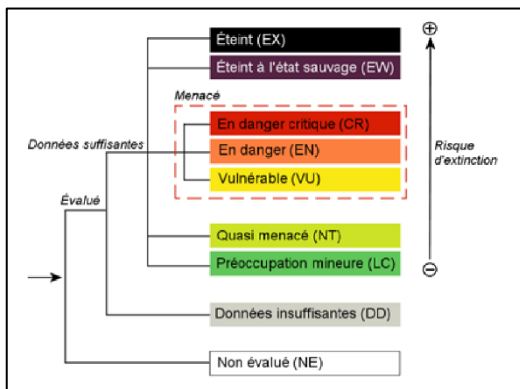 Éteint (EX)
Éteint à l'état sauvage (EW)
Menacé
En danger critique (CR)
Données suffisantes
En danger (EN)
Risque
d'extinction
Vulnérable (VU)
Évalué
Quasi menacé (NT)
Préoccupation mineure (LC)
Données insuffisantes (DD)
Non évalué (NE)